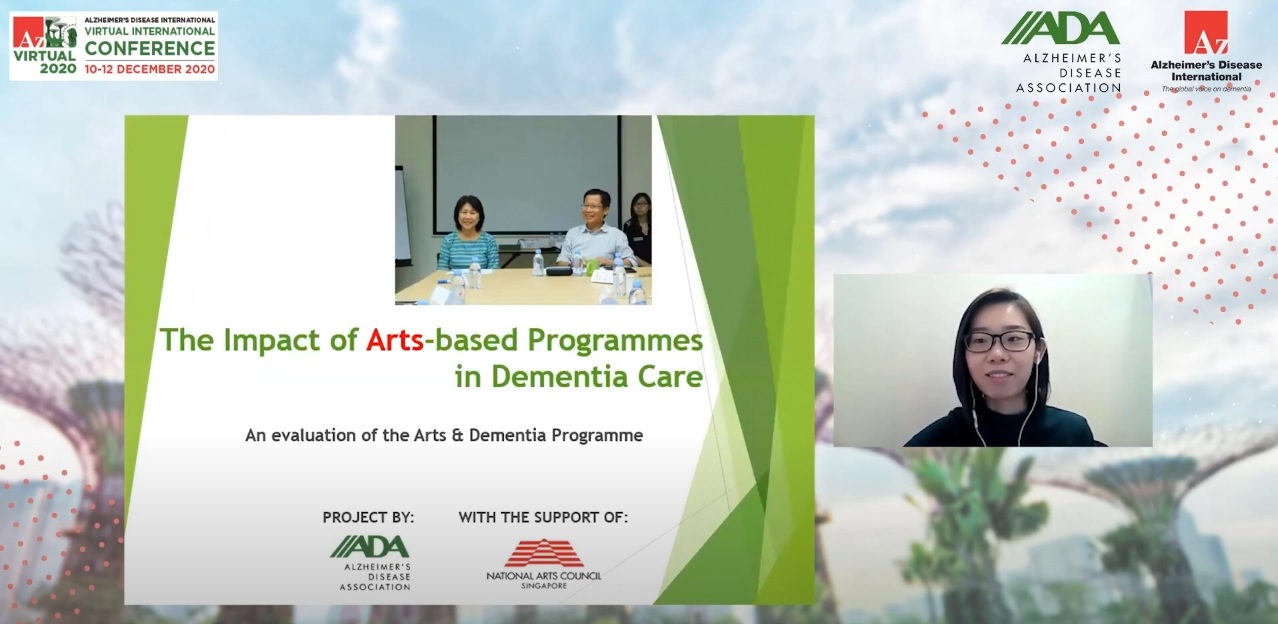 Az
VIRTUAL
2020
ALZHEIMER'S DISEASE INTERNATIONAL
VIRTUAL INTERNATIONAL
CONFERENCE
10-12 DECEMBER 2020
ADA
ALZHEIMER'S
DISEASE
ASSOCIATION
Az
Alzheimer's Disease
International
The global voice on dementia
The Impact of Arts-based Programmes
in Dementia Care
An evaluation of the Arts & Dementia Programme
PROJECT BY:
WITH THE SUPPORT OF:
ADA
ALZHEIMER'S
DISEASE
ASSOCIATION
NATIONAL ARTS COUNCIL
SINGAPORE